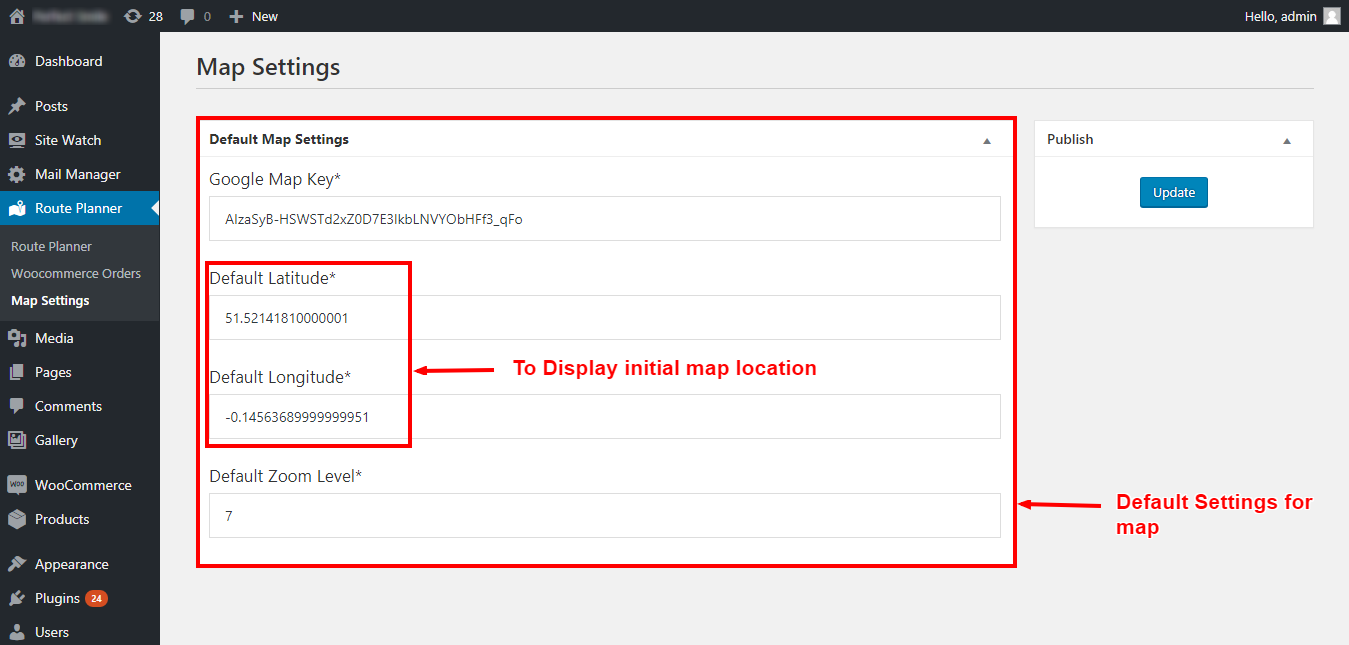 28
0
New
Hello, admin
Dashboard
Posts
Site Watch
Mail Manager
Route Planner
Route Planner
Woocommerce Orders
Map Settings
Media
Pages
Comments
Gallery
WooCommerce
Products
Appearance
Plugins 24
Users
Map Settings
Default Map Settings
Google Map Key*
AIzaSyB-HSWSTd2xZ0D7E3IkbLNVYObHFf3_qFo
Default Latitude*
51.52141810000001
Default Longitude*
-0.14563689999999951
To Display initial map location
Default Zoom Level*
7
Publish
Update
Default Settings for
map